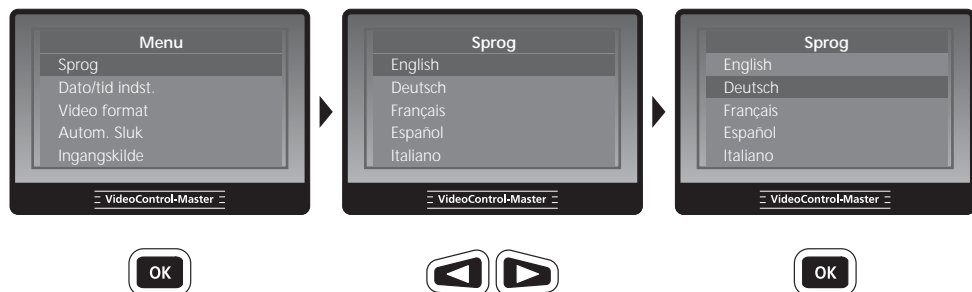 Menu
Sprog
Dato/tid indst.
Video format
Autom. Sluk
Ingangskilde
VideoControl-Master
OK
Sprog
English
Deutsch
Français
Español
Italiano
VideoControl-Master
Sprog
English
Deutsch
Français
Español
Italiano
VideoControl-Master
OK